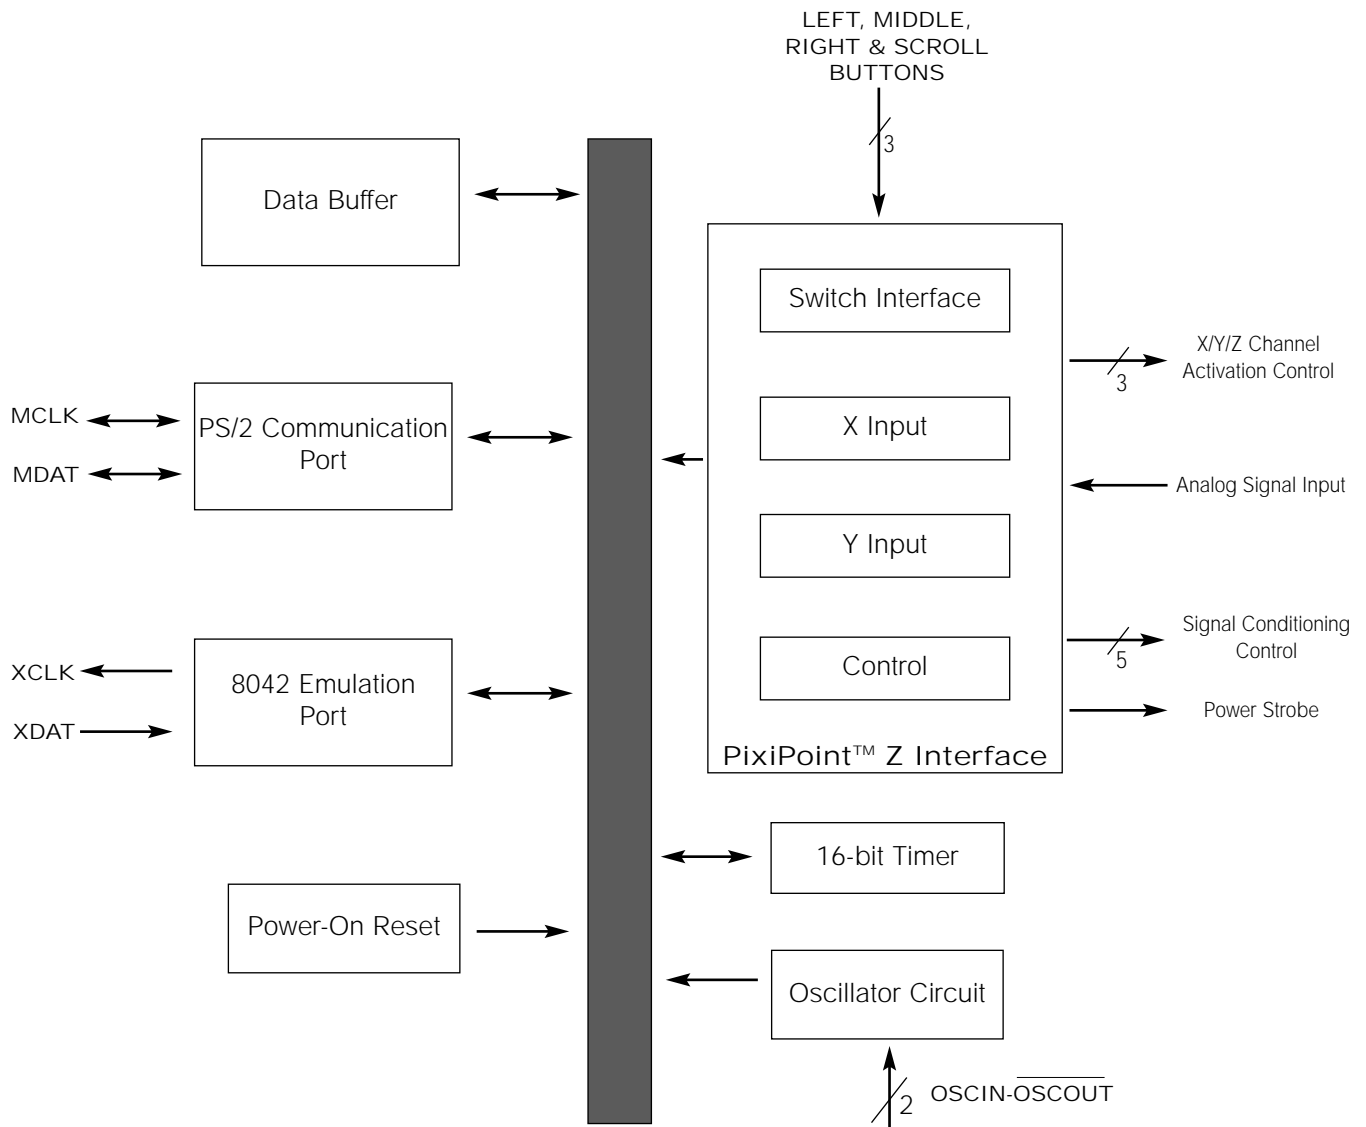 LEFT, MIDDLE,
RIGHT & SCROLL
BUTTONS
3
Data Buffer
Switch Interface
X/Y/Z Channel
Activation Control
3
MCLK
MDAT
PS/2 Communication
Port
X Input
Analog Signal Input
Y Input
XCLK
XDAT
8042 Emulation
Port
Control
Signal Conditioning
Control
5
Power Strobe
PixiPoint™ Z Interface
16-bit Timer
Power-On Reset
Oscillator Circuit
2
OSCIN-OSCOUT